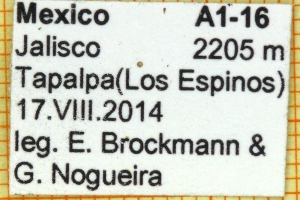 Mexico A1-16
Jalisco 2205 m
Tapalpa(Los Espinos)
17.VIII.2014
leg. E. Brockmann &
G. Nogueira